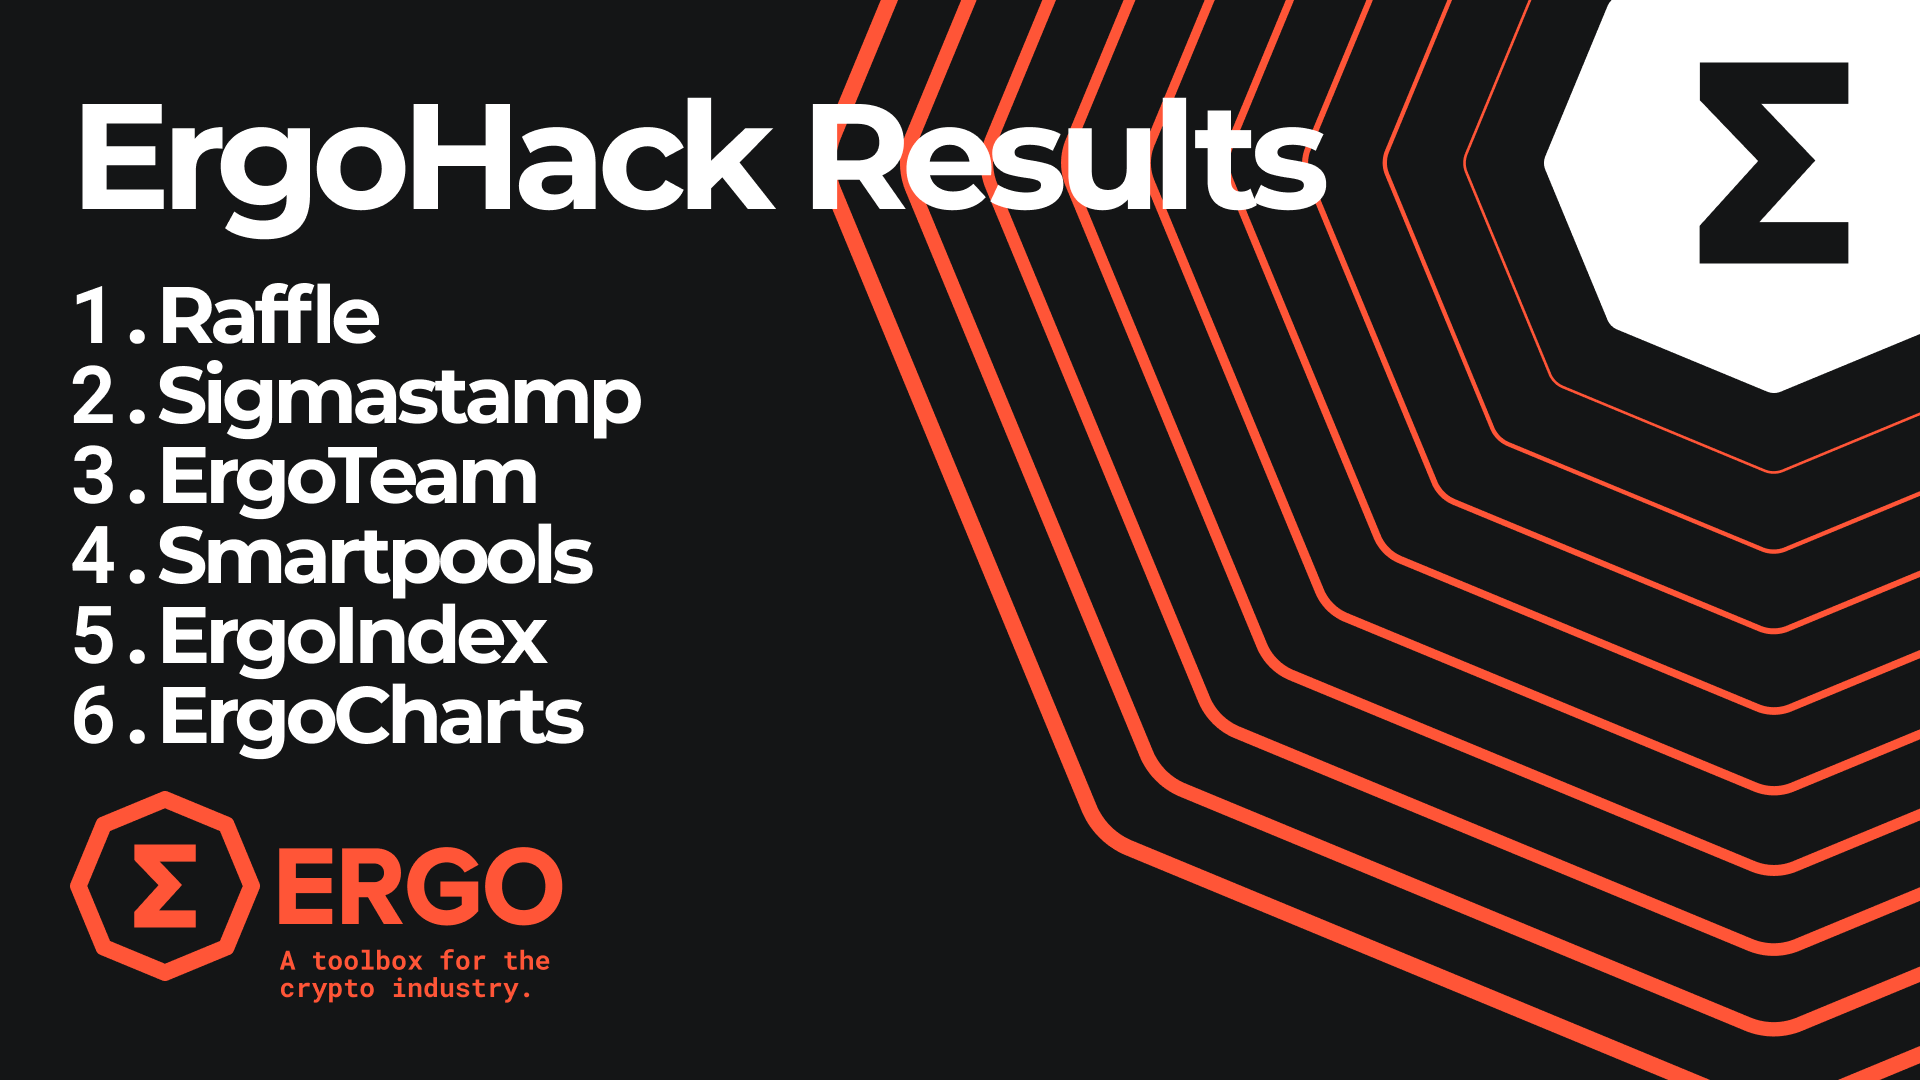 ErgoHack Results
Σ
1. Raffle
2. Sigmastamp
3. ErgoTeam
4. Smartpools
5. ErgoIndex
6. ErgoCharts
Σ ERGO
A toolbox for the
crypto industry.